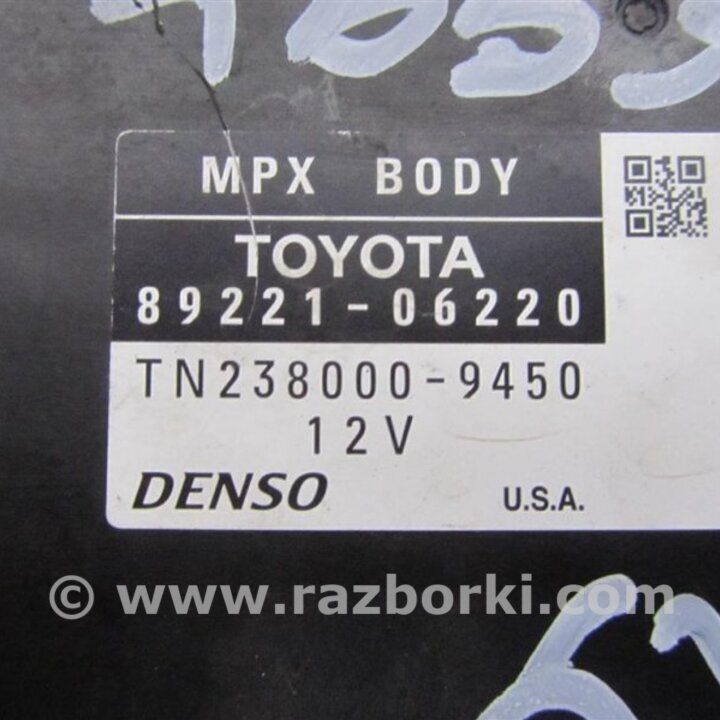 MPX BODY
TOYOTA
89221-06220
TN238000-9450
12V
DENSO U.S.A.
© www.razborki.com